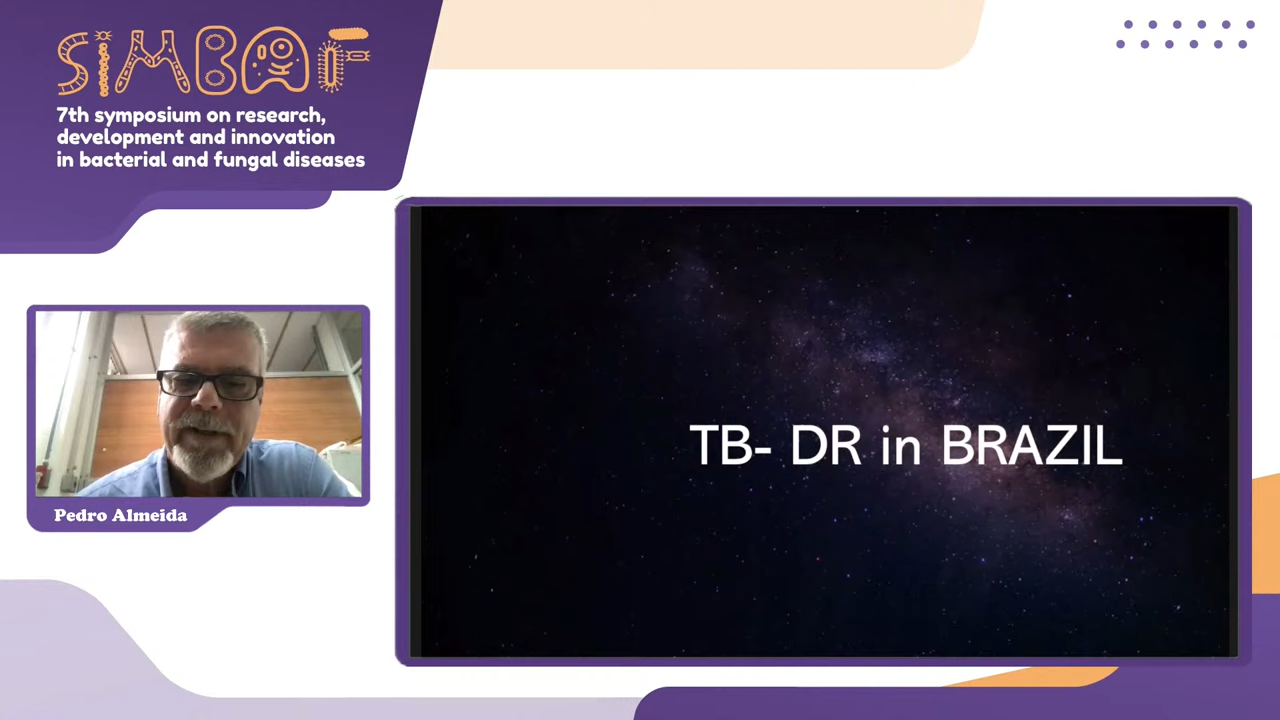 SIMBAF
7th symposium on research,
development and innovation
in bacterial and fungal diseases
Pedro Almeida
TB- DR in BRAZIL